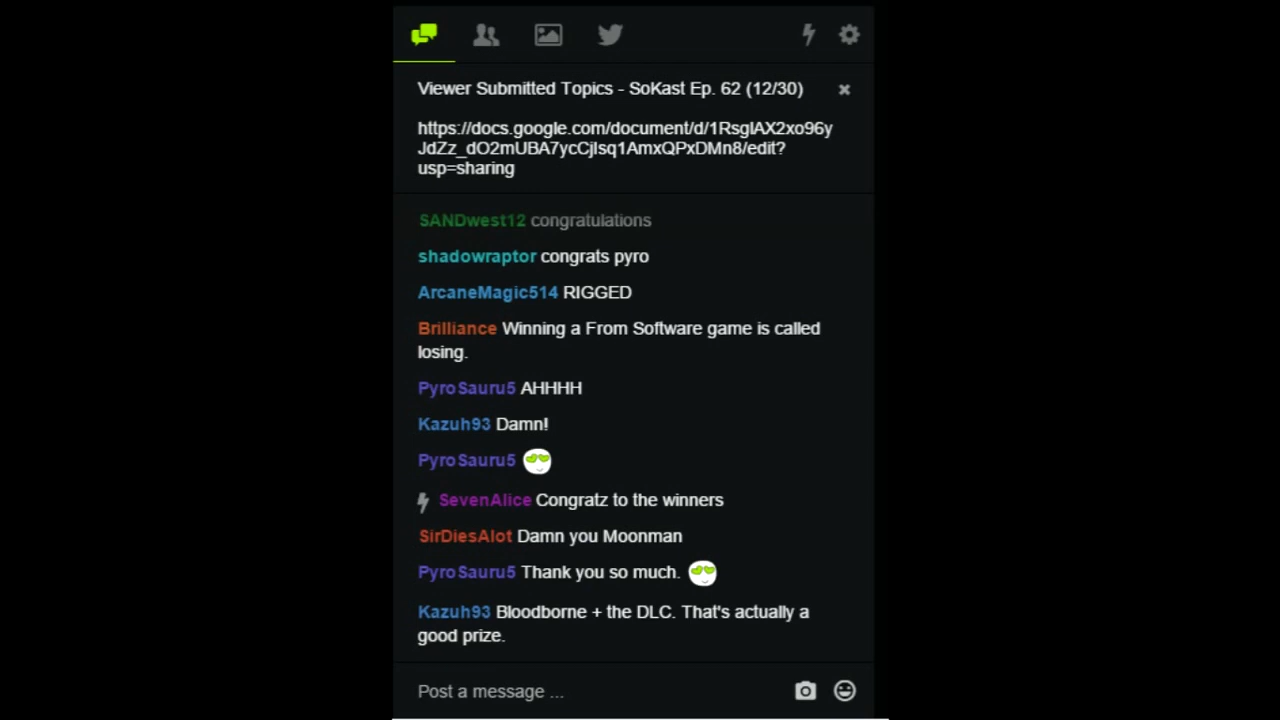 Viewer Submitted Topics - SoKast Ep. 62 (12/30)
https://docs.google.com/document/d/1RsglAX2xo96y
JdZz_dO2mUBA7ycCjlsq1AmxQPxDMn8/edit?
usp=sharing
SANDwest12 congratulations
shadowraptor congrats pyro
ArcaneMagic514 RIGGED
Brilliance Winning a From Software game is called
losing.
PyroSauru5 AHHHH
Kazuh93 Damn!
PyroSauru5
SevenAlice Congratz to the winners
SirDiesAlot Damn you Moonman
PyroSauru5 Thank you so much.
Kazuh93 Bloodborne + the DLC. That's actually a
good prize.
Post a message ...